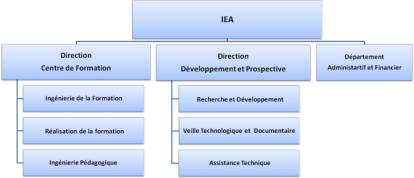 IEA
Direction
Centre de Formation
Direction
Développement et Prospective
Département
Administartif et Financier
Ingénierie de la Formation
Réalisation de la formation
Ingénierie Pédagogique
Recherche et Développement
Veille Technologique et Documentaire
Assistance Technique